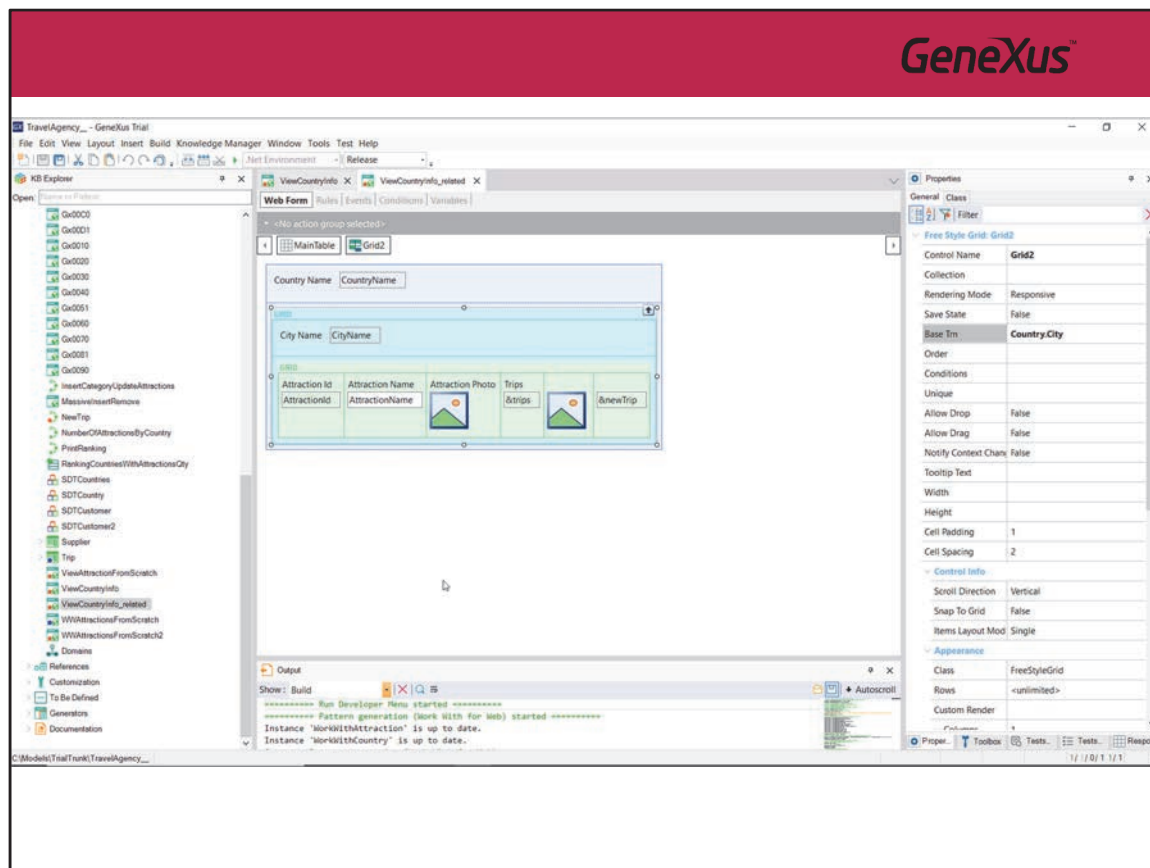 GeneXus™
TravelAgency__ - GeneXus Trial
File Edit View Layout Insert Build Knowledge Manager Window Tools Test Help
.Net Environment Release
KB Explorer
Open: Name or Pattern
Gx00C0
Gx00D1
Gx0010
Gx0020
Gx0030
Gx0040
Gx0051
Gx0060
Gx0070
Gx0081
Gx0090
InsertCategoryUpdateAttractions
MassiveInsertRemove
NewTrip
NumberOfAttractionsByCountry
PrintRanking
RankingCountriesWithAttractionsQty
SDTCountries
SDTCountry
SDTCustomer
SDTCustomer2
Supplier
Trip
ViewAttractionFromScratch
ViewCountryInfo
ViewCountryInfo_related
WWAttractionsFromScratch
WWAttractionsFromScratch2
Domains
References
Customization
To Be Defined
Generators
Documentation
ViewCountryInfo X ViewCountryInfo_related X
Web Form Rules Events Conditions Variables
<No action group selected>
MainTable Grid2
Country Name CountryName
GRID
City Name CityName
GRID
Attraction Id Attraction Name Attraction Photo Trips
AttractionId AttractionName &trips &newTrip
Output
Show: Build Autoscroll
========== Run Developer Menu started ==========
========== Pattern generation (Work With for Web) started ==========
Instance 'WorkWithAttraction' is up to date.
Instance 'WorkWithCountry' is up to date.
Properties
General Class
Filter
Free Style Grid: Grid2
Control Name Grid2
Collection
Rendering Mode Responsive
Save State False
Base Trn Country.City
Order
Conditions
Unique
Allow Drop False
Allow Drag False
Notify Context Chan False
Tooltip Text
Width
Height
Cell Padding 1
Cell Spacing 2
Control Info
Scroll Direction Vertical
Snap To Grid False
Items Layout Mod Single
Appearance
Class FreeStyleGrid
Rows <unlimited>
Custom Render
Columns 1
Proper... Toolbox Tests... Tests... Respo
C:\Models\TrialTrunk\TravelAgency__